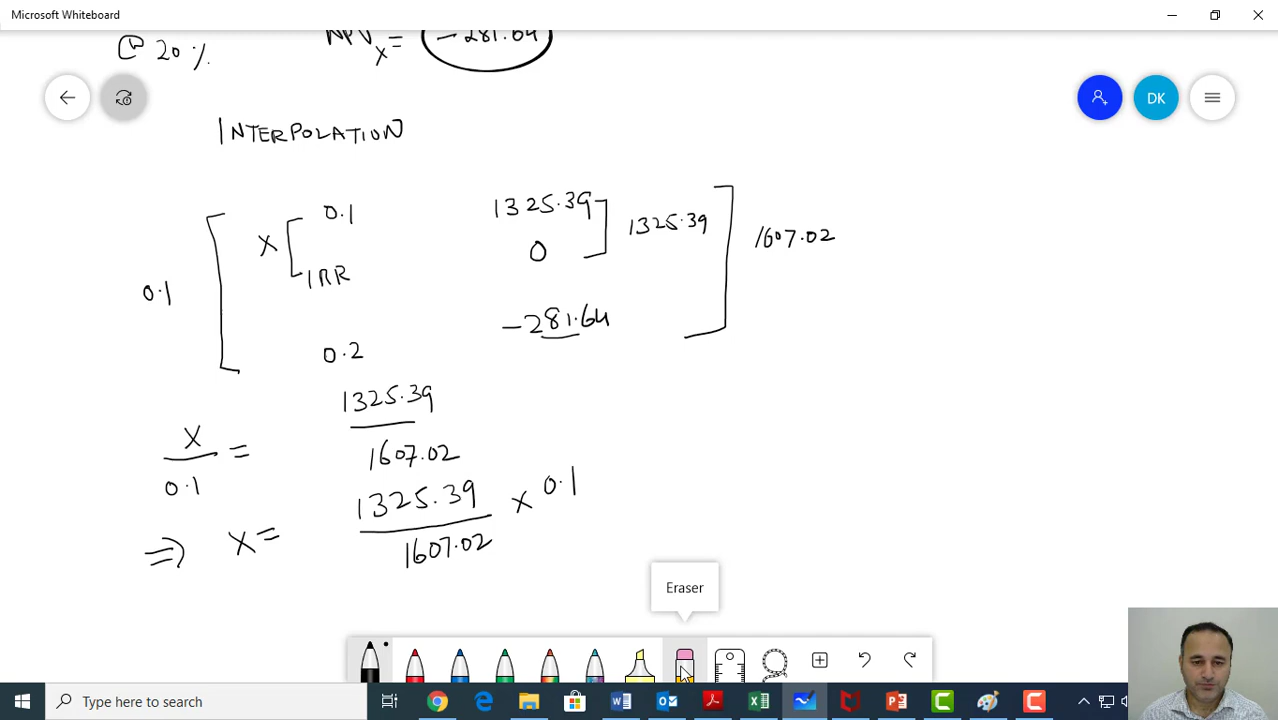 Microsoft Whiteboard
@ 20 %. NPVx = -281.64
DK
INTERPOLATION
0.1 1325.39
X 1325.39 1607.02
0
IRR
0.1
-281.64
0.2
X / 0.1 = 1325.39 / 1607.02
⇒ X = 1325.39 / 1607.02 × 0.1
Eraser
Type here to search